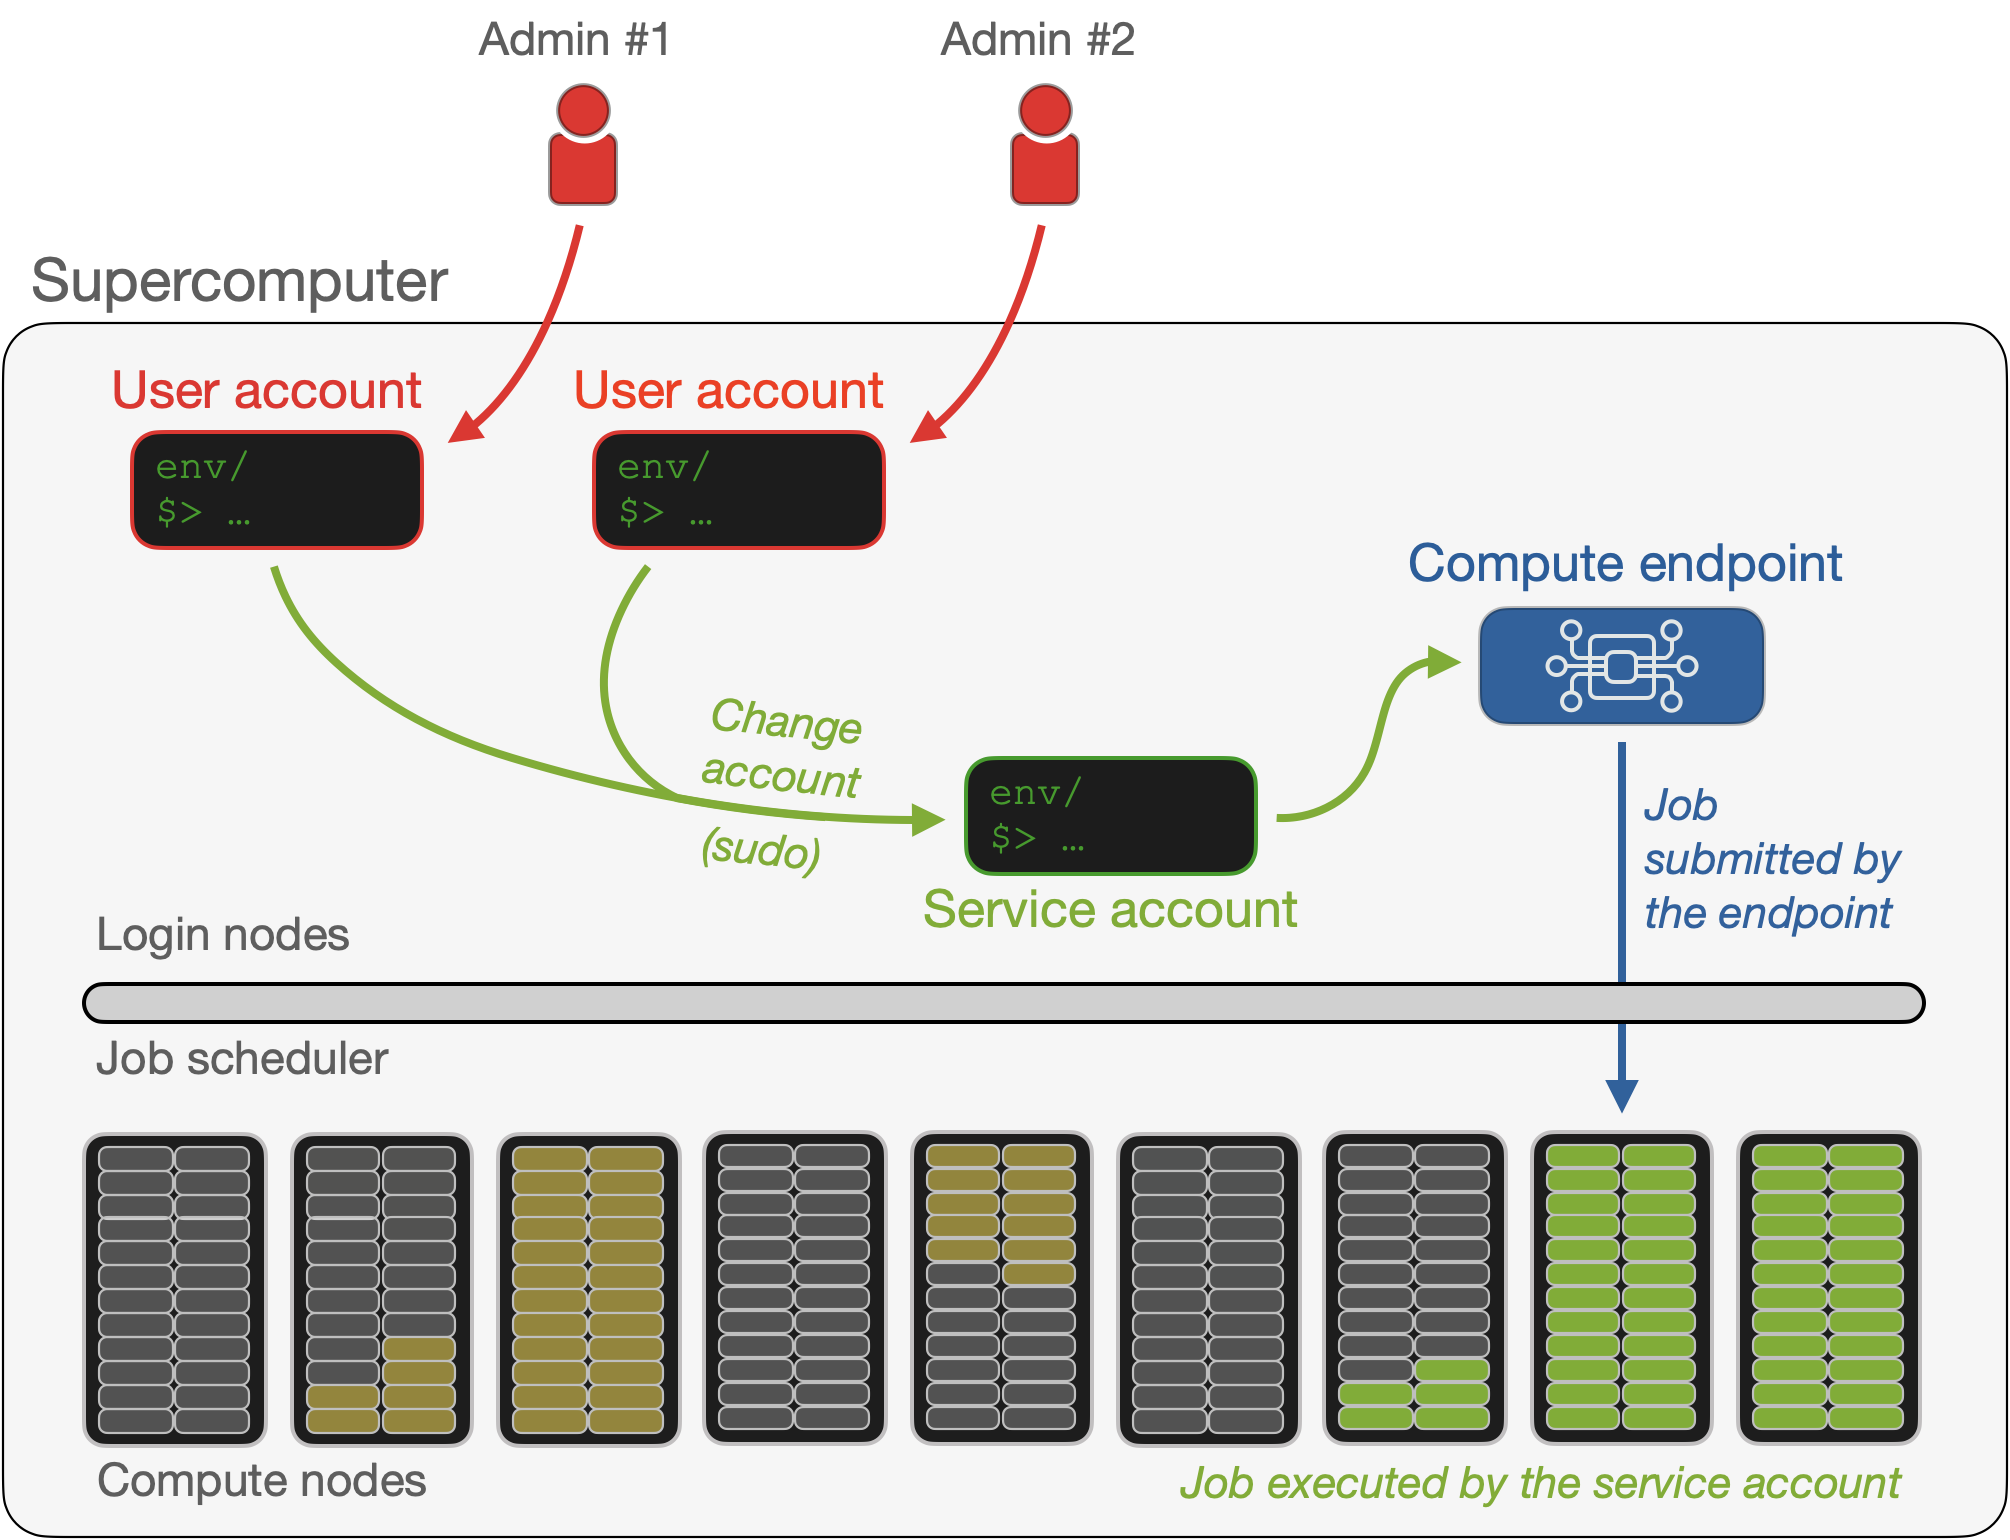 Admin #1
Admin #2
Supercomputer
User account
User account
env/
$> …
env/
$> …
Compute endpoint
Change
account
(sudo)
env/
$> …
Service account
Job
submitted by
the endpoint
Login nodes
Job scheduler
Compute nodes
Job executed by the service account